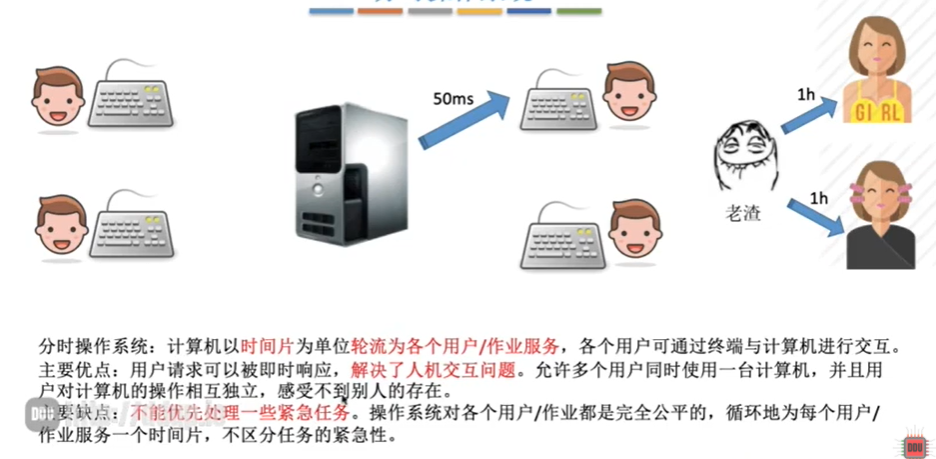 50ms
1h
GIRL
老渣
1h
分时操作系统：计算机以时间片为单位轮流为各个用户/作业服务，各个用户可通过终端与计算机进行交互。
主要优点：用户请求可以被即时响应，解决了人机交互问题。允许多个用户同时使用一台计算机，并且用
户对计算机的操作相互独立，感受不到别人的存在。
要缺点：不能优先处理一些紧急任务。操作系统对各个用户/作业都是完全公平的，循环地为每个用户/
作业服务一个时间片，不区分任务的紧急性。